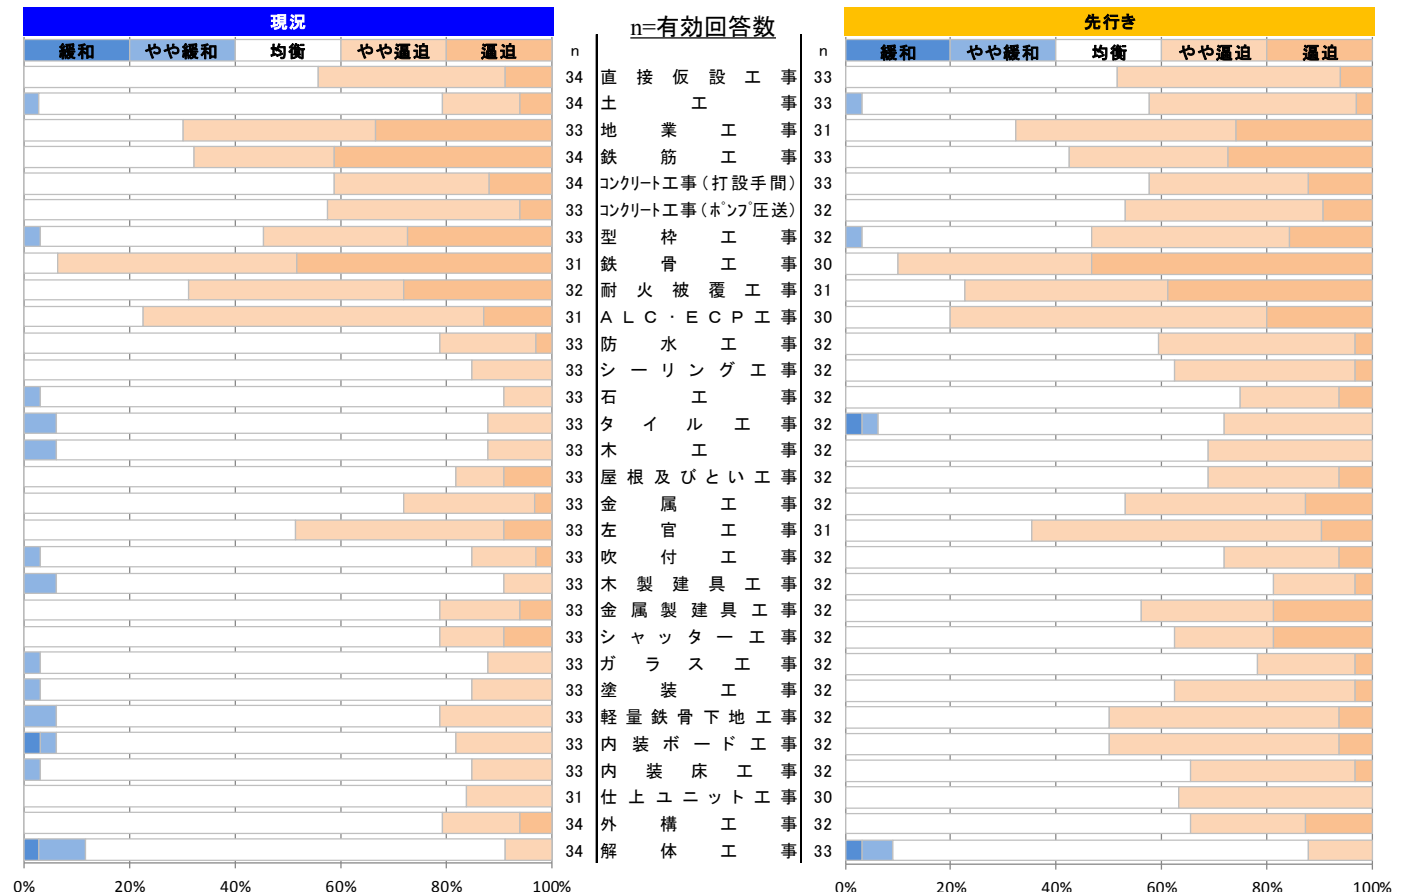 現況 n=有効回答数 先行き
緩和 やや緩和 均衡 やや逼迫 逼迫 n n 緩和 やや緩和 均衡 やや逼迫 逼迫
34 直接仮設工事 33
34 土工事 33
33 地業工事 31
34 鉄筋工事 33
34 コンクリート工事(打設手間) 33
33 コンクリート工事(ポンプ圧送) 32
33 型枠工事 32
31 鉄骨工事 30
32 耐火被覆工事 31
31 ALC・ECP工事 30
33 防水工事 32
33 シーリング工事 32
33 石工事 32
33 タイル工事 32
33 木工事 32
33 屋根及びとい工事 32
33 金属工事 32
33 左官工事 31
33 吹付工事 32
33 木製建具工事 32
33 金属製建具工事 32
33 シャッター工事 32
33 ガラス工事 32
33 塗装工事 32
33 軽量鉄骨下地工事 32
33 内装ボード工事 32
33 内装床工事 32
31 仕上ユニット工事 30
34 外構工事 32
34 解体工事 33
0% 20% 40% 60% 80% 100% 0% 20% 40% 60% 80% 100%